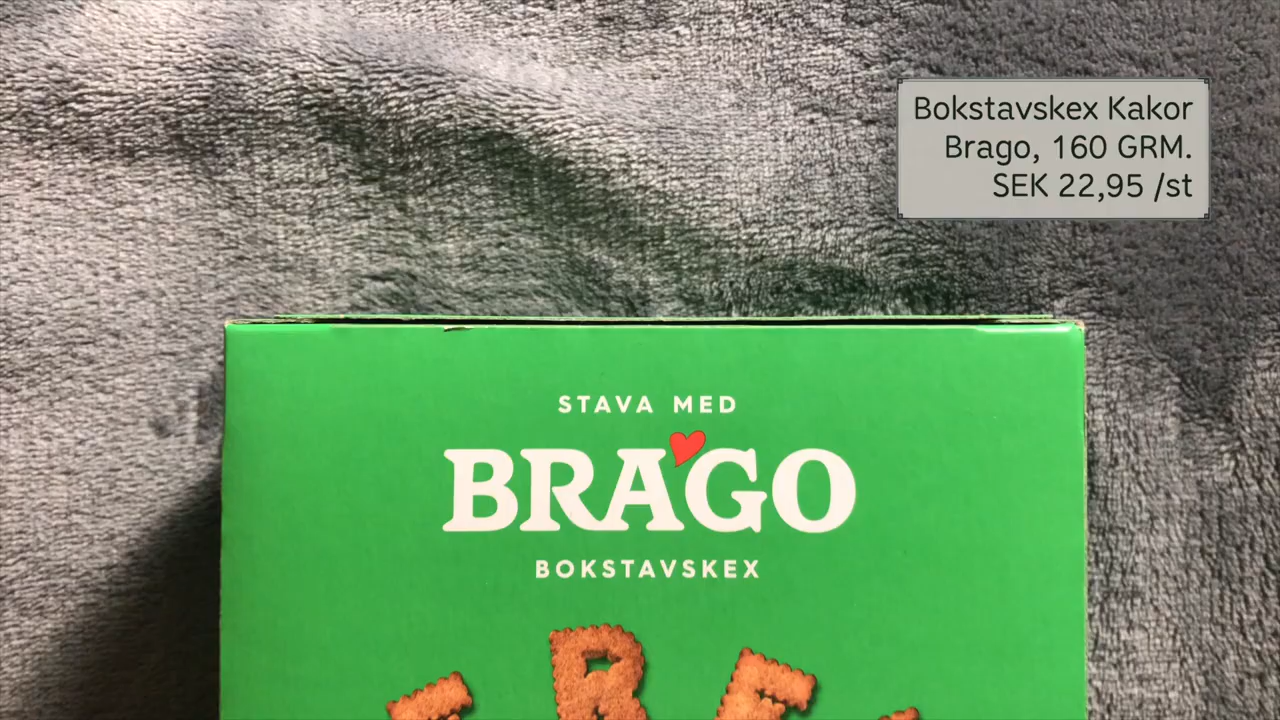 Bokstavskex Kakor
Brago, 160 GRM.
SEK 22,95 /st
STAVA MED
BRAGO
BOKSTAVSKEX